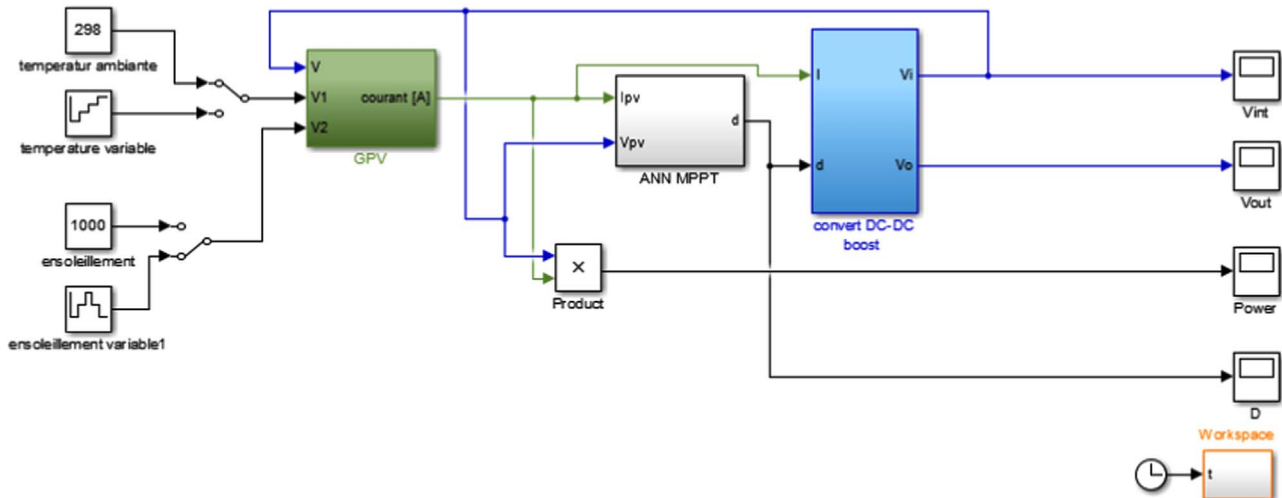 298
temperatur ambiante
temperature variable
1000
ensoleillement
ensoleillement variable1
V
V1
V2
courant [A]
GPV
Ipv
Vpv
d
ANN MPPT
I
d
Vi
Vo
convert DC-DC
boost
×
Product
Vint
Vout
Power
D
Workspace
t